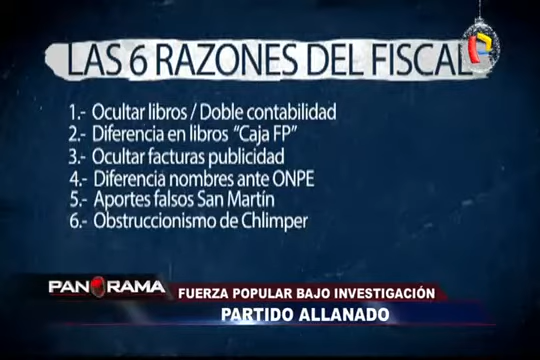 LAS 6 RAZONES DEL FISCAL
1.- Ocultar libros / Doble contabilidad
2.- Diferencia en libros "Caja FP"
3.- Ocultar facturas publicidad
4.- Diferencia nombres ante ONPE
5.- Aportes falsos San Martín
6.- Obstruccionismo de Chlimper
PANORAMA
FUERZA POPULAR BAJO INVESTIGACIÓN
PARTIDO ALLANADO